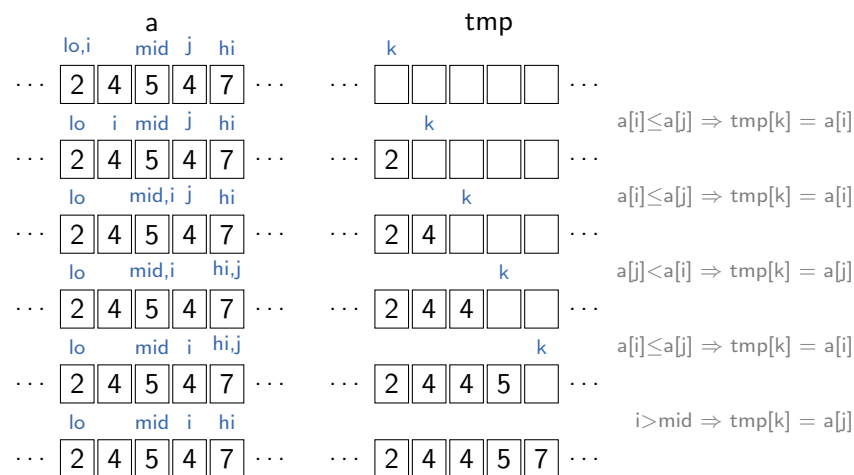 a tmp
lo,i mid j hi k
··· 2 4 5 4 7 ··· ··· ···
a[i]≤a[j] ⇒ tmp[k] = a[i]
lo i mid j hi k
··· 2 4 5 4 7 ··· ··· 2 ···
a[i]≤a[j] ⇒ tmp[k] = a[i]
lo mid,i j hi k
··· 2 4 5 4 7 ··· ··· 2 4 ···
a[j]<a[i] ⇒ tmp[k] = a[j]
lo mid,i hi,j k
··· 2 4 5 4 7 ··· ··· 2 4 4 ···
a[i]≤a[j] ⇒ tmp[k] = a[i]
lo mid i hi,j k
··· 2 4 5 4 7 ··· ··· 2 4 4 5 ···
i>mid ⇒ tmp[k] = a[j]
lo mid i hi
··· 2 4 5 4 7 ··· ··· 2 4 4 5 7 ···